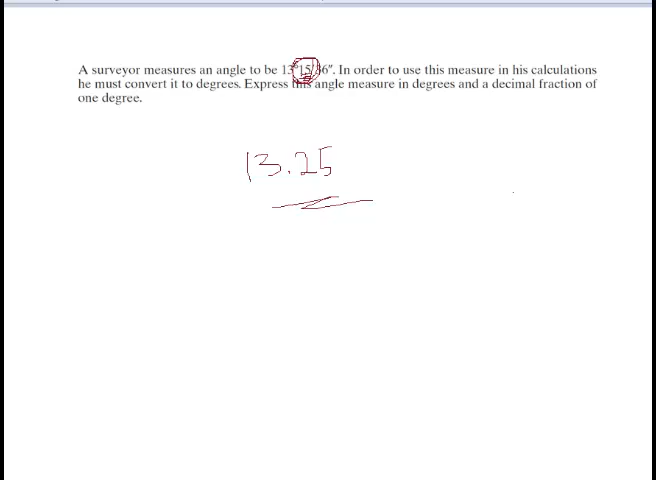 A surveyor measures an angle to be 13°15′36″. In order to use this measure in his calculations
he must convert it to degrees. Express this angle measure in degrees and a decimal fraction of
one degree.
13.25